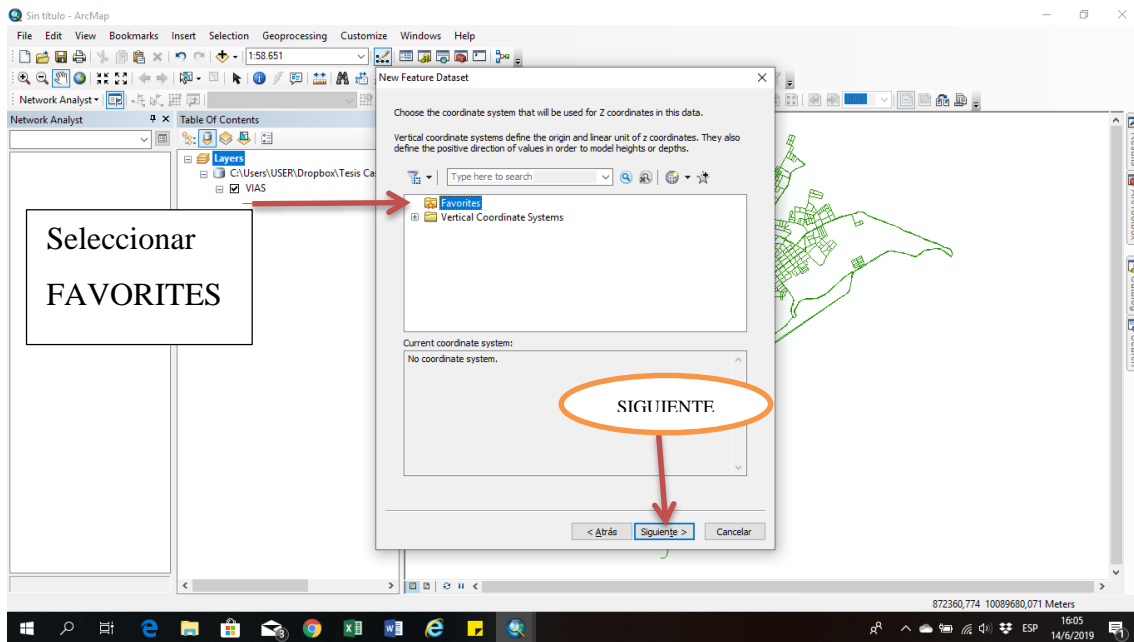 Sin título - ArcMap
File Edit View Bookmarks Insert Selection Geoprocessing Customize Windows Help
1:58.651
New Feature Dataset
Network Analyst
Network Analyst
Table Of Contents
Choose the coordinate system that will be used for Z coordinates in this data.
Vertical coordinate systems define the origin and linear unit of z coordinates. They also
define the positive direction of values in order to model heights or depths.
Type here to search
Layers
C:\Users\USER\Dropbox\Tesis Ca
VIAS
Favorites
Vertical Coordinate Systems
Seleccionar
FAVORITES
Current coordinate system:
No coordinate system.
SIGUIENTE
< Atrás Siguiente > Cancelar
872360,774 10089680,071 Meters
ESP
16:05
14/6/2019